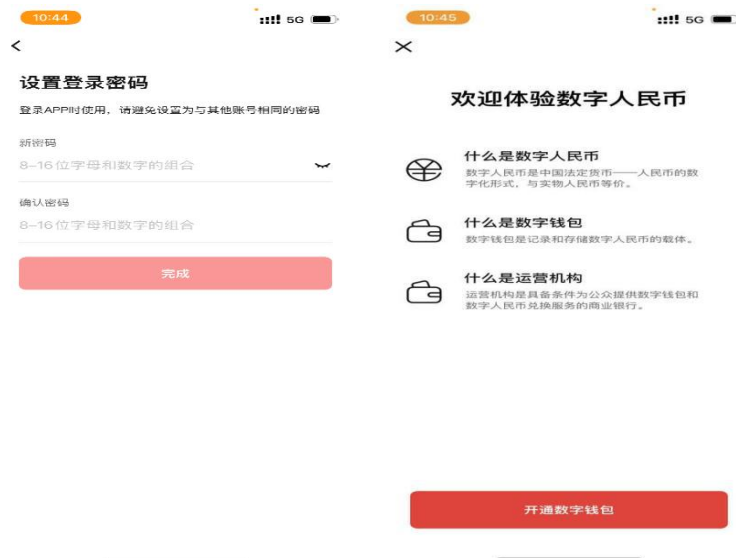 10:44
5G
设置登录密码
登录APP时使用，请避免设置为与其他账号相同的密码
新密码
8-16位字母和数字的组合
确认密码
8-16位字母和数字的组合
完成
10:45
5G
欢迎体验数字人民币
什么是数字人民币
数字人民币是中国法定货币——人民币的数
字化形式，与实物人民币等价。
什么是数字钱包
数字钱包是记录和存储数字人民币的载体。
什么是运营机构
运营机构是具备条件为公众提供数字钱包和
数字人民币兑换服务的商业银行。
开通数字钱包